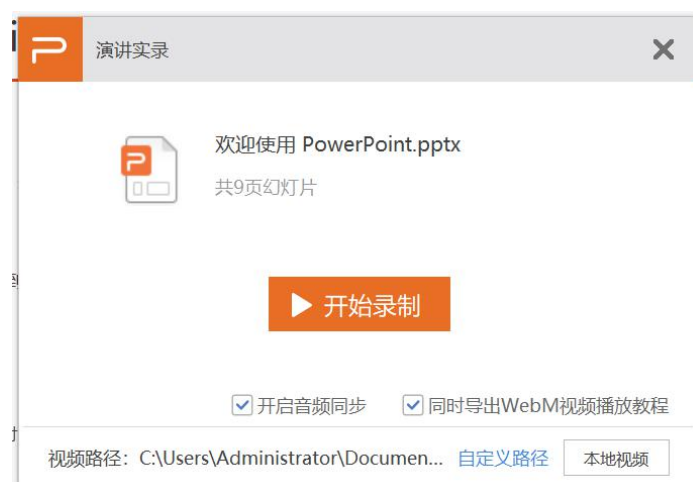 演讲实录
欢迎使用 PowerPoint.pptx
共9页幻灯片
开始录制
开启音频同步 同时导出WebM视频播放教程
视频路径：C:\Users\Administrator\Documen... 自定义路径 本地视频